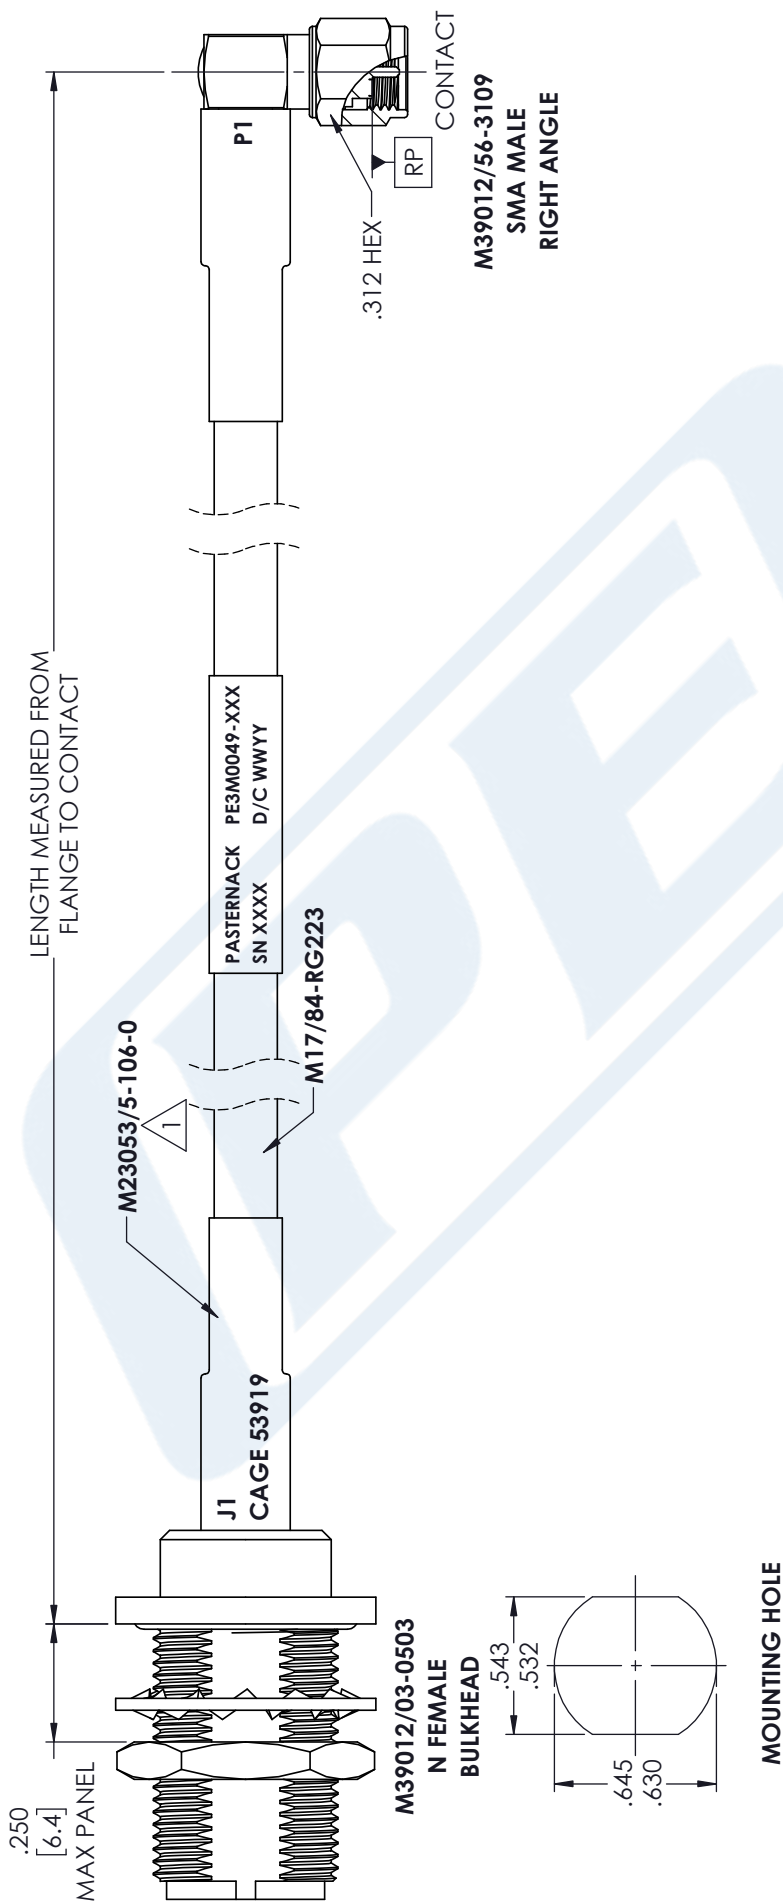 LENGTH MEASURED FROM
FLANGE TO CONTACT
.250
[6.4]
MAX PANEL
M23053/5-106-0
1
J1
CAGE 53919
M17/84-RG223
PASTERNACK PE3M0049-XXX
SN XXXX D/C WWYY
P1
.312 HEX
RP
CONTACT
M39012/56-3109
SMA MALE
RIGHT ANGLE
M39012/03-0503
N FEMALE
BULKHEAD
.543
.532
.645
.630
MOUNTING HOLE
PE